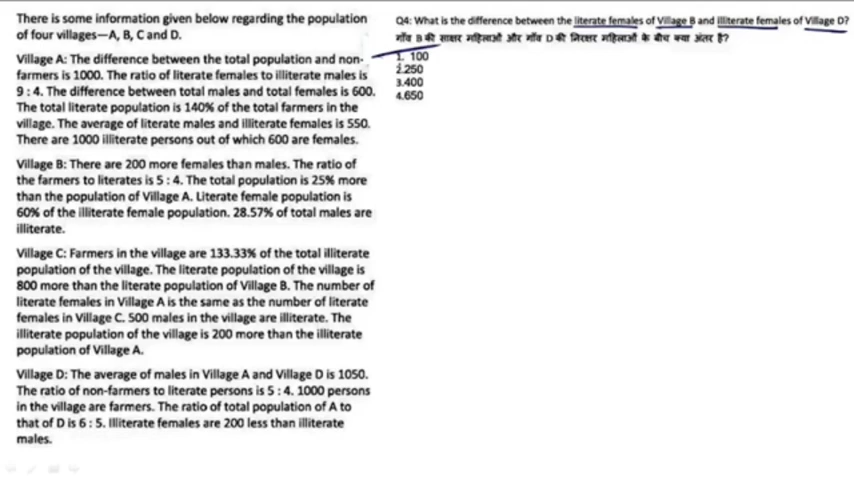 There is some information given below regarding the population
of four villages—A, B, C and D.
Village A: The difference between the total population and non-
farmers is 1000. The ratio of literate females to illiterate males is
9 : 4. The difference between total males and total females is 600.
The total literate population is 140% of the total farmers in the
village. The average of literate males and illiterate females is 550.
There are 1000 illiterate persons out of which 600 are females.
Village B: There are 200 more females than males. The ratio of
the farmers to literates is 5 : 4. The total population is 25% more
than the population of Village A. Literate female population is
60% of the illiterate female population. 28.57% of total males are
illiterate.
Village C: Farmers in the village are 133.33% of the total illiterate
population of the village. The literate population of the village is
800 more than the literate population of Village B. The number of
literate females in Village A is the same as the number of literate
females in Village C. 500 males in the village are illiterate. The
illiterate population of the village is 200 more than the illiterate
population of Village A.
Village D: The average of males in Village A and Village D is 1050.
The ratio of non-farmers to literate persons is 5 : 4. 1000 persons
in the village are farmers. The ratio of total population of A to
that of D is 6 : 5. Illiterate females are 200 less than illiterate
males.
Q4: What is the difference between the literate females of Village B and illiterate females of Village D?
गाँव B की साक्षर महिलाओं और गाँव D की निरक्षर महिलाओं के बीच क्या अंतर है?
1. 100
2.250
3.400
4.650